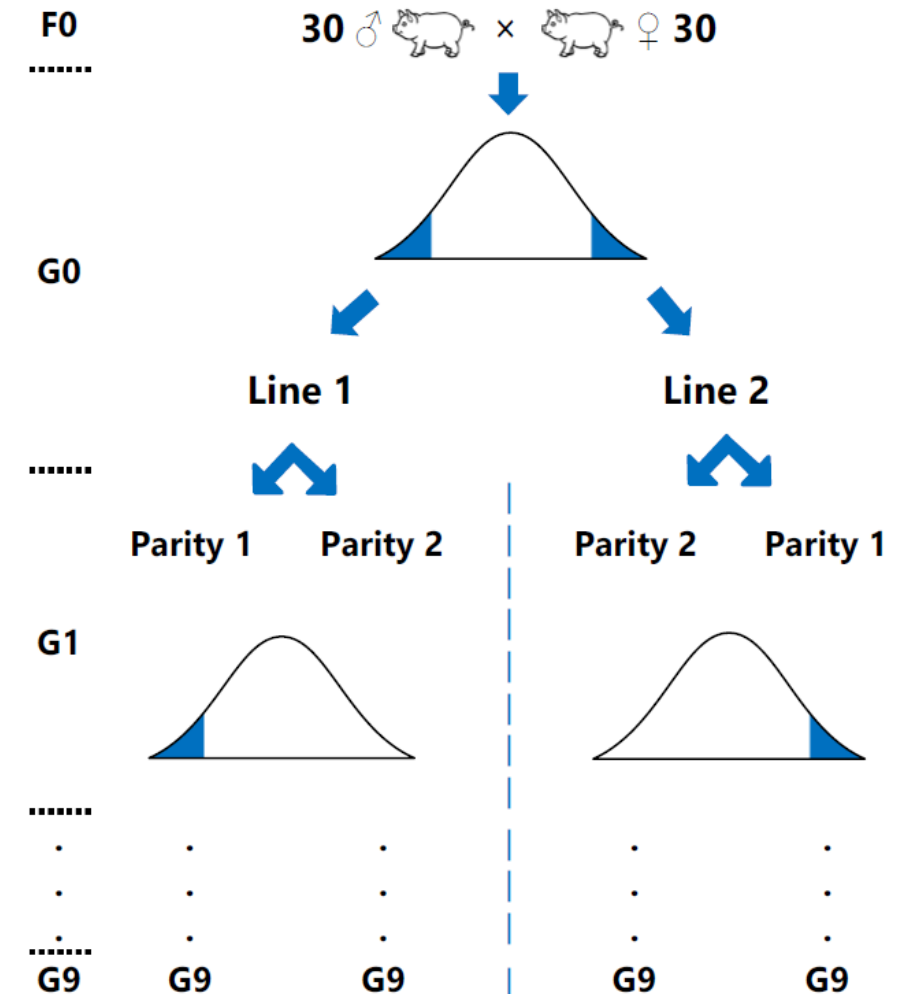 F0 30 ♂ × ♀ 30
G0
Line 1 Line 2
Parity 1 Parity 2 Parity 2 Parity 1
G1
G9 G9 G9 G9 G9